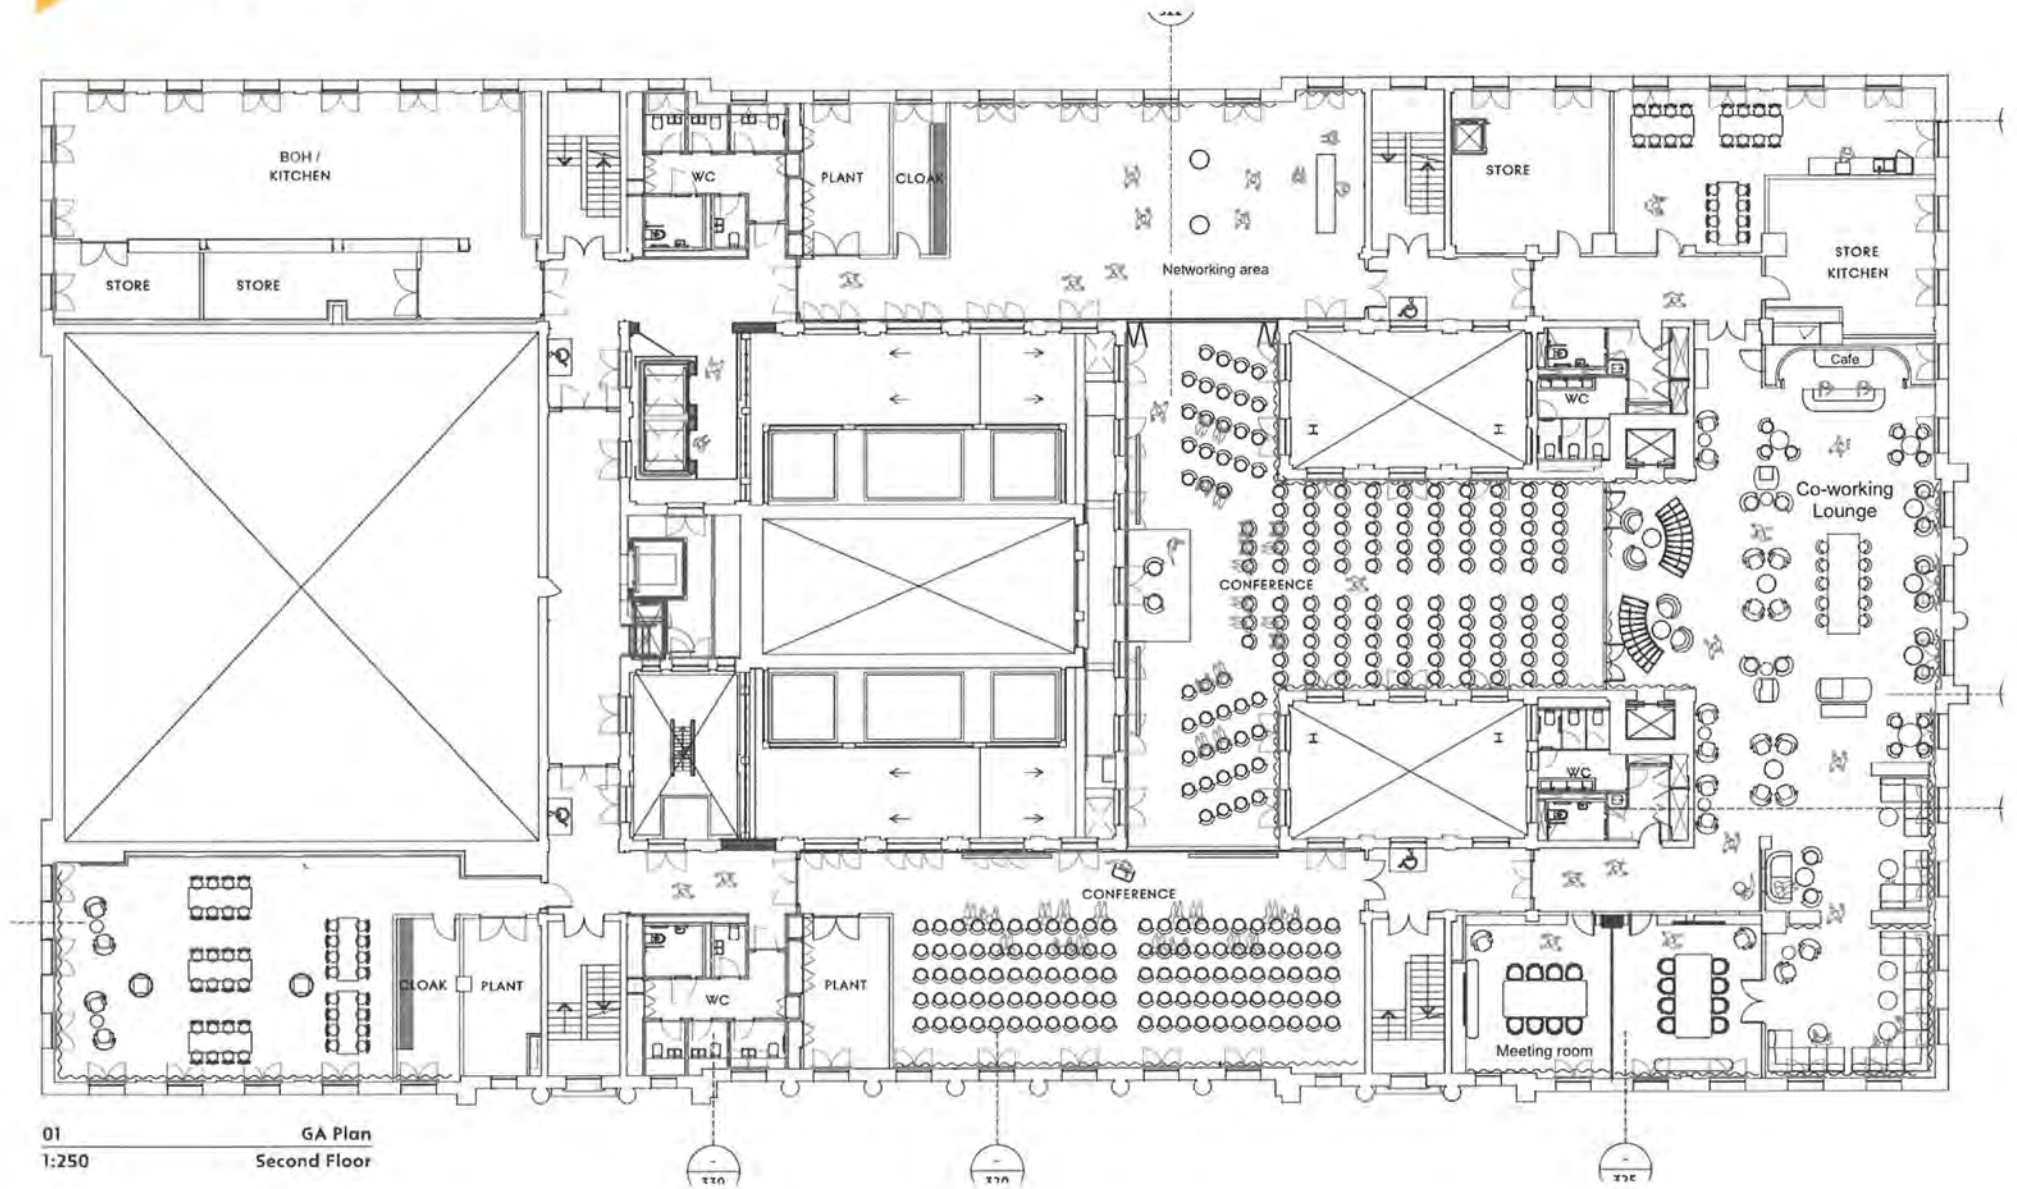 BOH /
KITCHEN
WC
PLANT
CLOAK
STORE
STORE
KITCHEN
STORE
STORE
Networking area
Cafe
WC
Co-working
Lounge
CONFERENCE
WC
CONFERENCE
CLOAK
PLANT
WC
PLANT
Meeting room
01
GA Plan
1:250
Second Floor